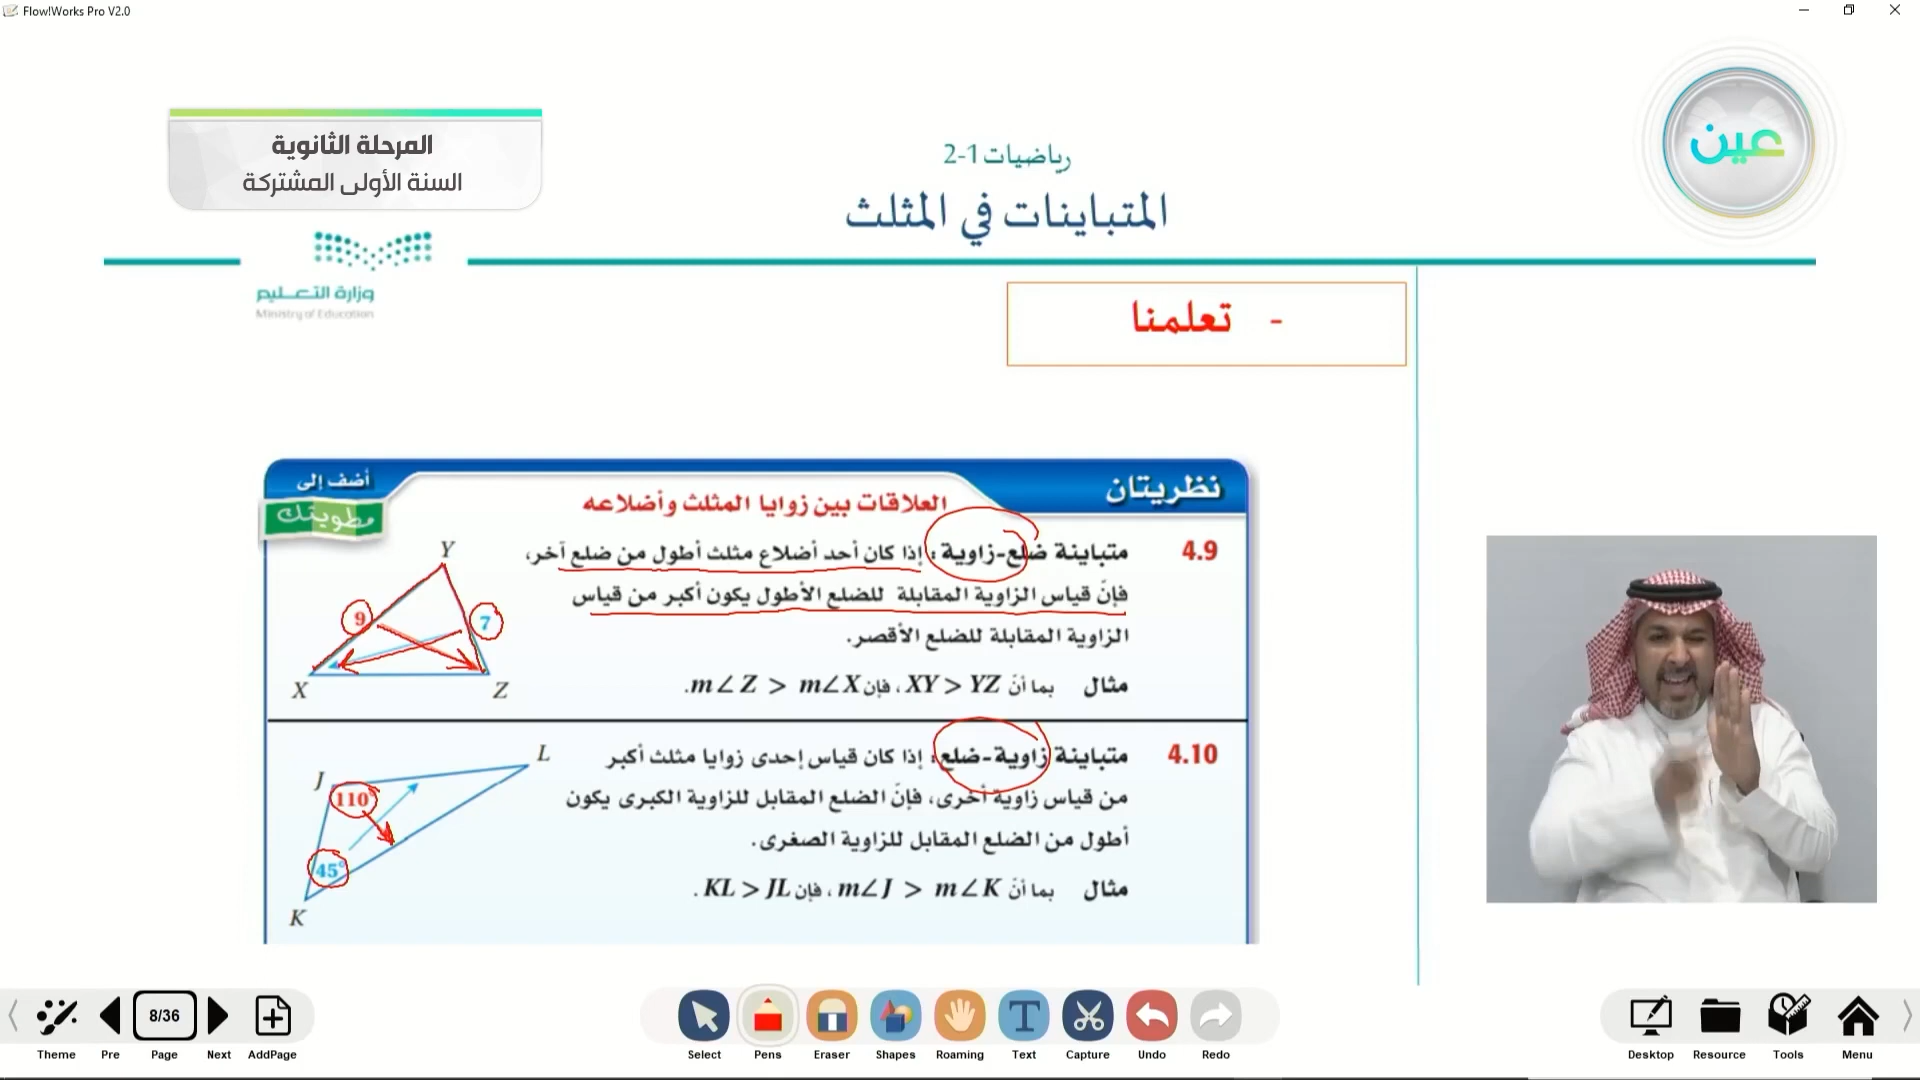 Flow!Works Pro V2.0
المرحلة الثانوية
السنة الأولى المشتركة
رياضيات 1-2
المتباينات في المثلث
عين
وزارة التعليم
Ministry of Education
- تعلمنا
نظريتان
أضف إلى
مطويتك
العلاقات بين زوايا المثلث وأضلاعه
4.9 متباينة ضلع-زاوية: إذا كان أحد أضلاع مثلث أطول من ضلع آخر،
فإنّ قياس الزاوية المقابلة للضلع الأطول يكون أكبر من قياس
الزاوية المقابلة للضلع الأقصر.
مثال بما أنّ XY > YZ ، فإن m∠Z > m∠X.
Y
9
7
X
Z
4.10 متباينة زاوية-ضلع: إذا كان قياس إحدى زوايا مثلث أكبر
من قياس زاوية أخرى، فإنّ الضلع المقابل للزاوية الكبرى يكون
أطول من الضلع المقابل للزاوية الصغرى.
مثال بما أنّ m∠J > m∠K ، فإن KL > JL .
L
J
110°
45°
K
8/36
Theme
Pre
Page
Next
AddPage
Select
Pens
Eraser
Shapes
Roaming
T
Text
Capture
Undo
Redo
Desktop
Resource
Tools
Menu